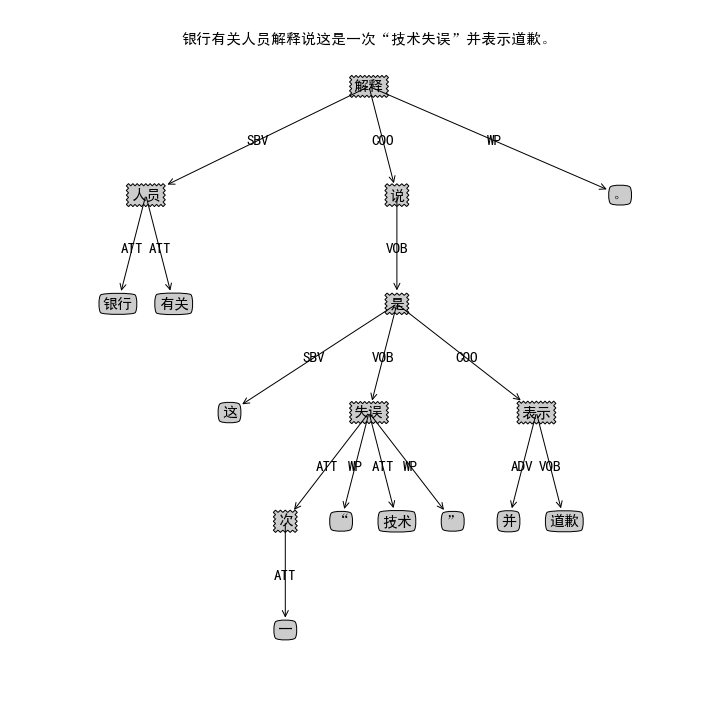 银行有关人员解释说这是一次“技术失误”并表示道歉。
解释
SBV COO WP
人员 说 。
ATT ATT VOB
银行 有关 是
SBV VOB COO
这 失误 表示
ATT WP ATT WP ADV VOB
次 “ 技术 ” 并 道歉
ATT
一